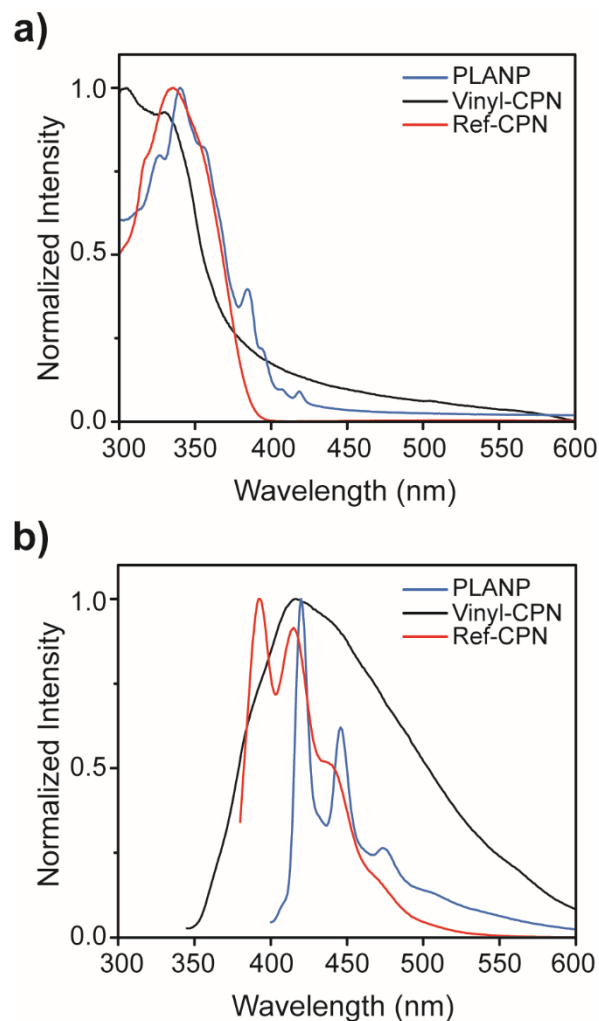 a)
PLANP
Vinyl-CPN
Ref-CPN
1.0
0.5
0.0
Normalized Intensity
300 350 400 450 500 550 600
Wavelength (nm)
b)
PLANP
Vinyl-CPN
Ref-CPN
1.0
0.5
0.0
Normalized Intensity
300 350 400 450 500 550 600
Wavelength (nm)